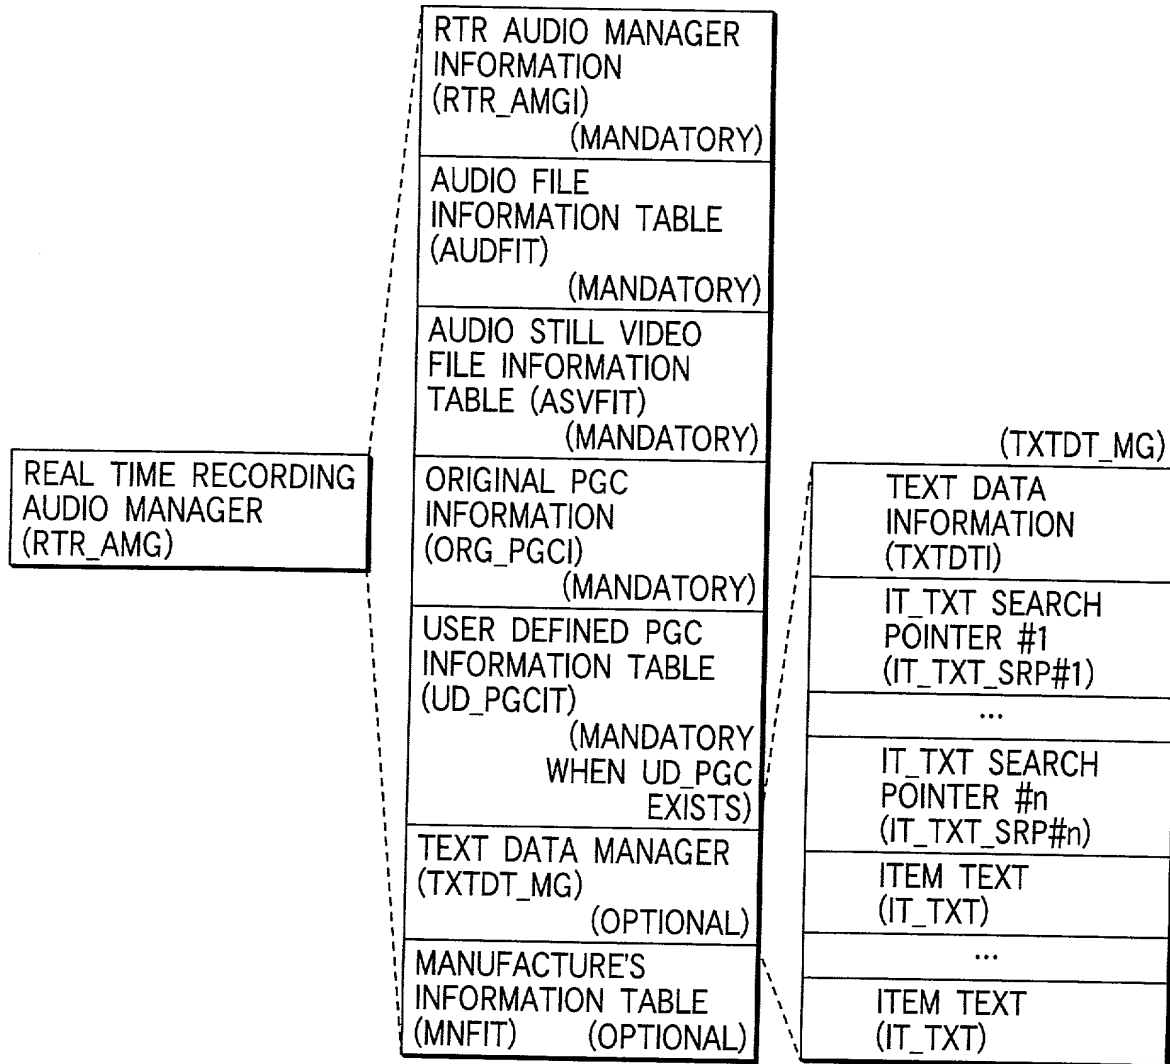 REAL TIME RECORDING
AUDIO MANAGER
(RTR_AMG)
RTR AUDIO MANAGER
INFORMATION
(RTR_AMGI)
(MANDATORY)
AUDIO FILE
INFORMATION TABLE
(AUDFIT)
(MANDATORY)
AUDIO STILL VIDEO
FILE INFORMATION
TABLE (ASVFIT)
(MANDATORY)
ORIGINAL PGC
INFORMATION
(ORG_PGCI)
(MANDATORY)
USER DEFINED PGC
INFORMATION TABLE
(UD_PGCIT)
(MANDATORY
WHEN UD_PGC
EXISTS)
TEXT DATA MANAGER
(TXTDT_MG)
(OPTIONAL)
MANUFACTURE'S
INFORMATION TABLE
(MNFIT) (OPTIONAL)
(TXTDT_MG)
TEXT DATA
INFORMATION
(TXTDTI)
IT_TXT SEARCH
POINTER #1
(IT_TXT_SRP#1)
...
IT_TXT SEARCH
POINTER #n
(IT_TXT_SRP#n)
ITEM TEXT
(IT_TXT)
...
ITEM TEXT
(IT_TXT)